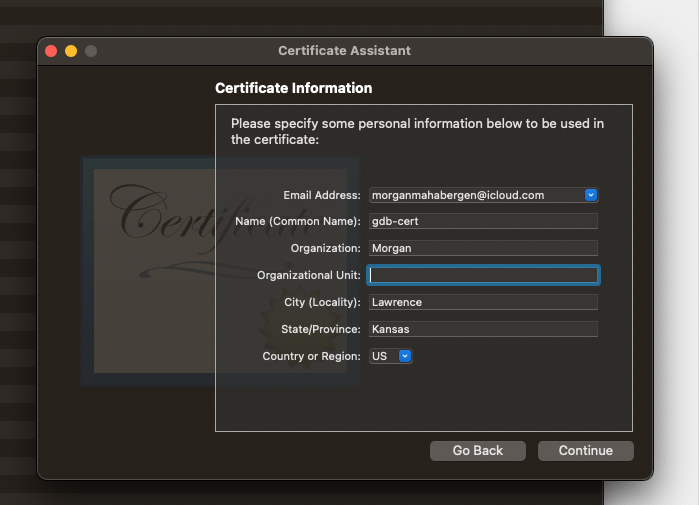 Certificate Assistant
Certificate Information
Please specify some personal information below to be used in
the certificate:
Email Address: morganmahabergen@icloud.com
Name (Common Name): gdb-cert
Organization: Morgan
Organizational Unit:
City (Locality): Lawrence
State/Province: Kansas
Country or Region: US
Certificate
Go Back Continue